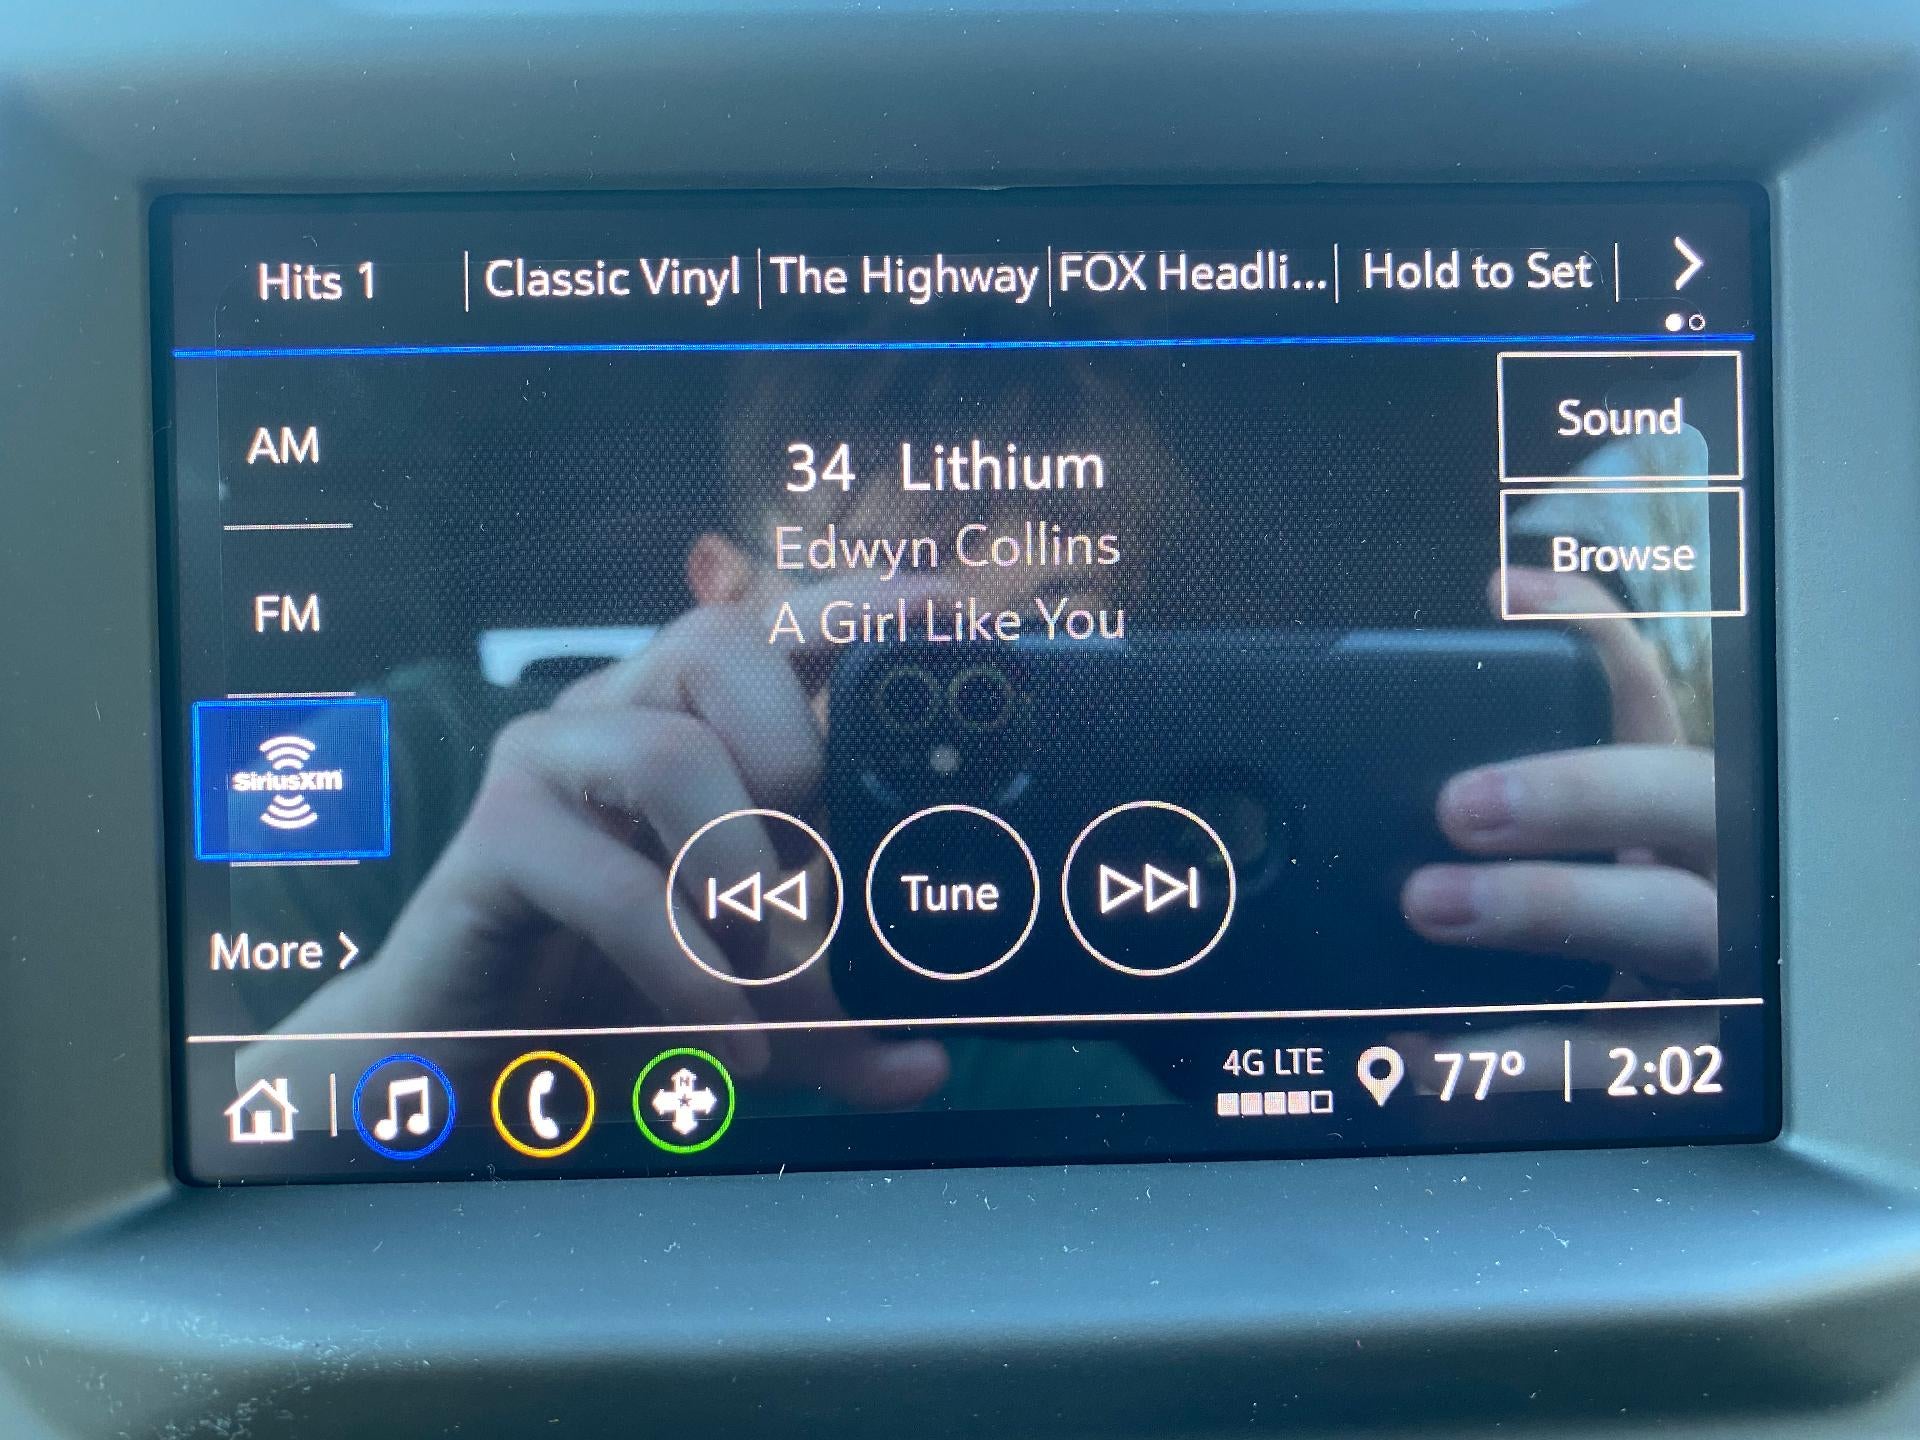 Hits 1 Classic Vinyl The Highway FOX Headli... Hold to Set
AM
FM
SiriusXm
More
34 Lithium
Edwyn Collins
A Girl Like You
Sound
Browse
Tune
N
4G LTE
77° 2:02